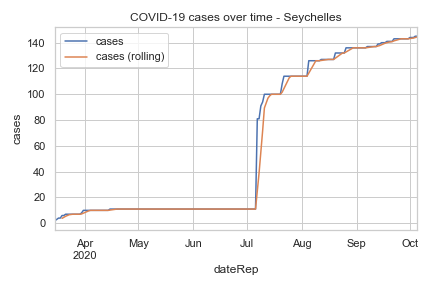 COVID-19 cases over time - Seychelles
cases
cases (rolling)
cases
140
120
100
80
60
40
20
0
Apr May Jun Jul Aug Sep Oct
2020
dateRep